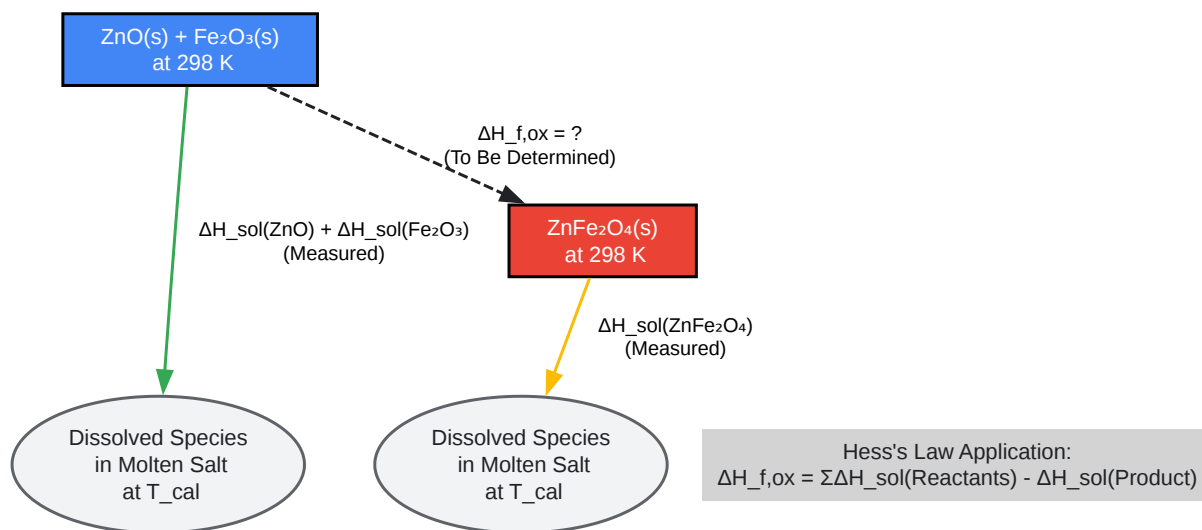 ZnO(s) + Fe₂O₃(s)
at 298 K
ΔH_f,ox = ?
(To Be Determined)
ΔH_sol(ZnO) + ΔH_sol(Fe₂O₃)
(Measured)
ZnFe₂O₄(s)
at 298 K
ΔH_sol(ZnFe₂O₄)
(Measured)
Dissolved Species
in Molten Salt
at T_cal
Dissolved Species
in Molten Salt
at T_cal
Hess's Law Application:
ΔH_f,ox = ΣΔH_sol(Reactants) - ΔH_sol(Product)